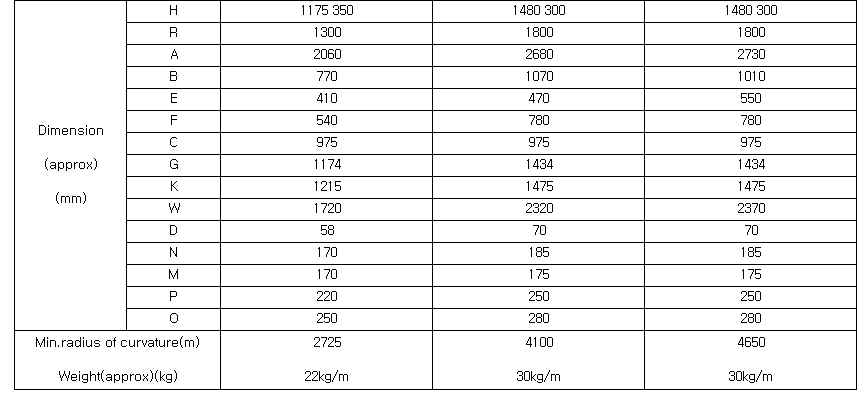 H 1175 350 1480 300 1480 300
R 1300 1800 1800
A 2060 2680 2730
B 770 1070 1010
E 410 470 550
F 540 780 780
Dimension
C 975 975 975
(approx)
G 1174 1434 1434
K 1215 1475 1475
(mm)
W 1720 2320 2370
D 58 70 70
N 170 185 185
M 170 175 175
P 220 250 250
O 250 280 280
Min.radius of curvature(m) 2725 4100 4650
Weight(approx)(kg) 22kg/m 30kg/m 30kg/m